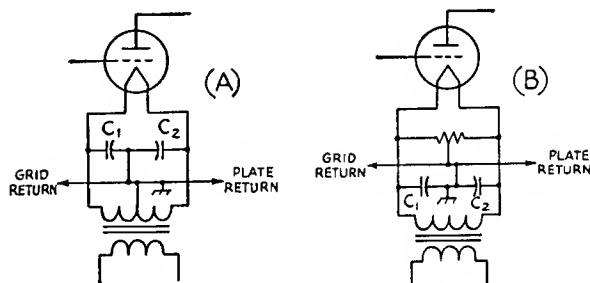 (A)
C1 C2
GRID RETURN
PLATE RETURN
(B)
GRID RETURN
PLATE RETURN
C1 C2